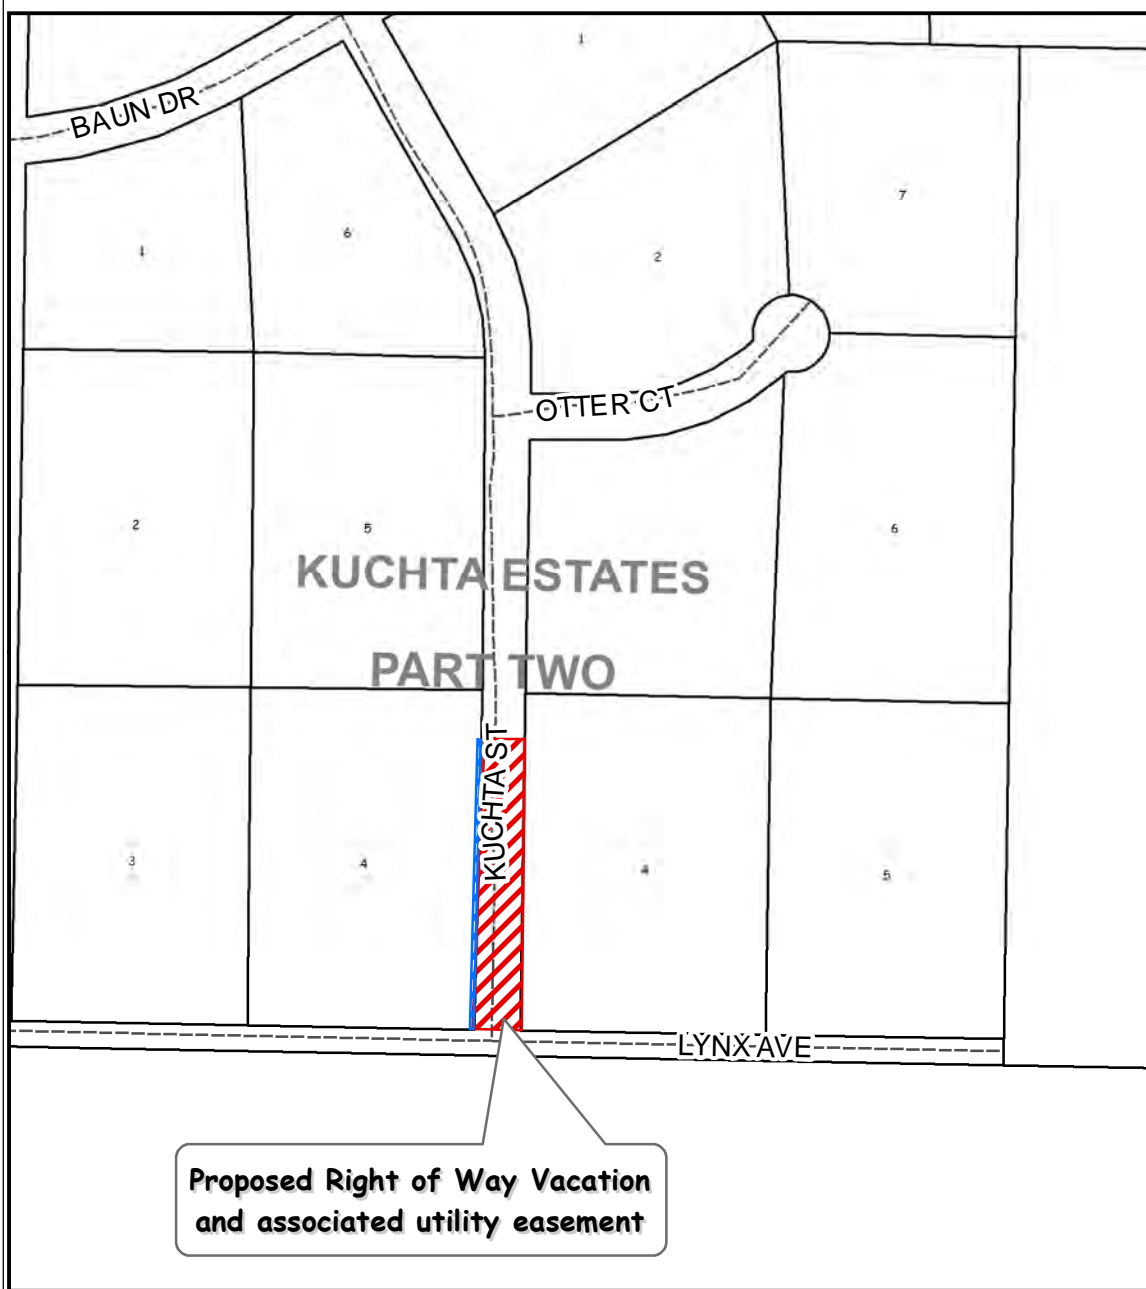 1
BAUN DR
7
6
1
2
OTTER CT
2
5
6
KUCHTA ESTATES
PART TWO
KUCHTA ST
3
4
4
5
LYNX AVE
Proposed Right of Way Vacation
and associated utility easement